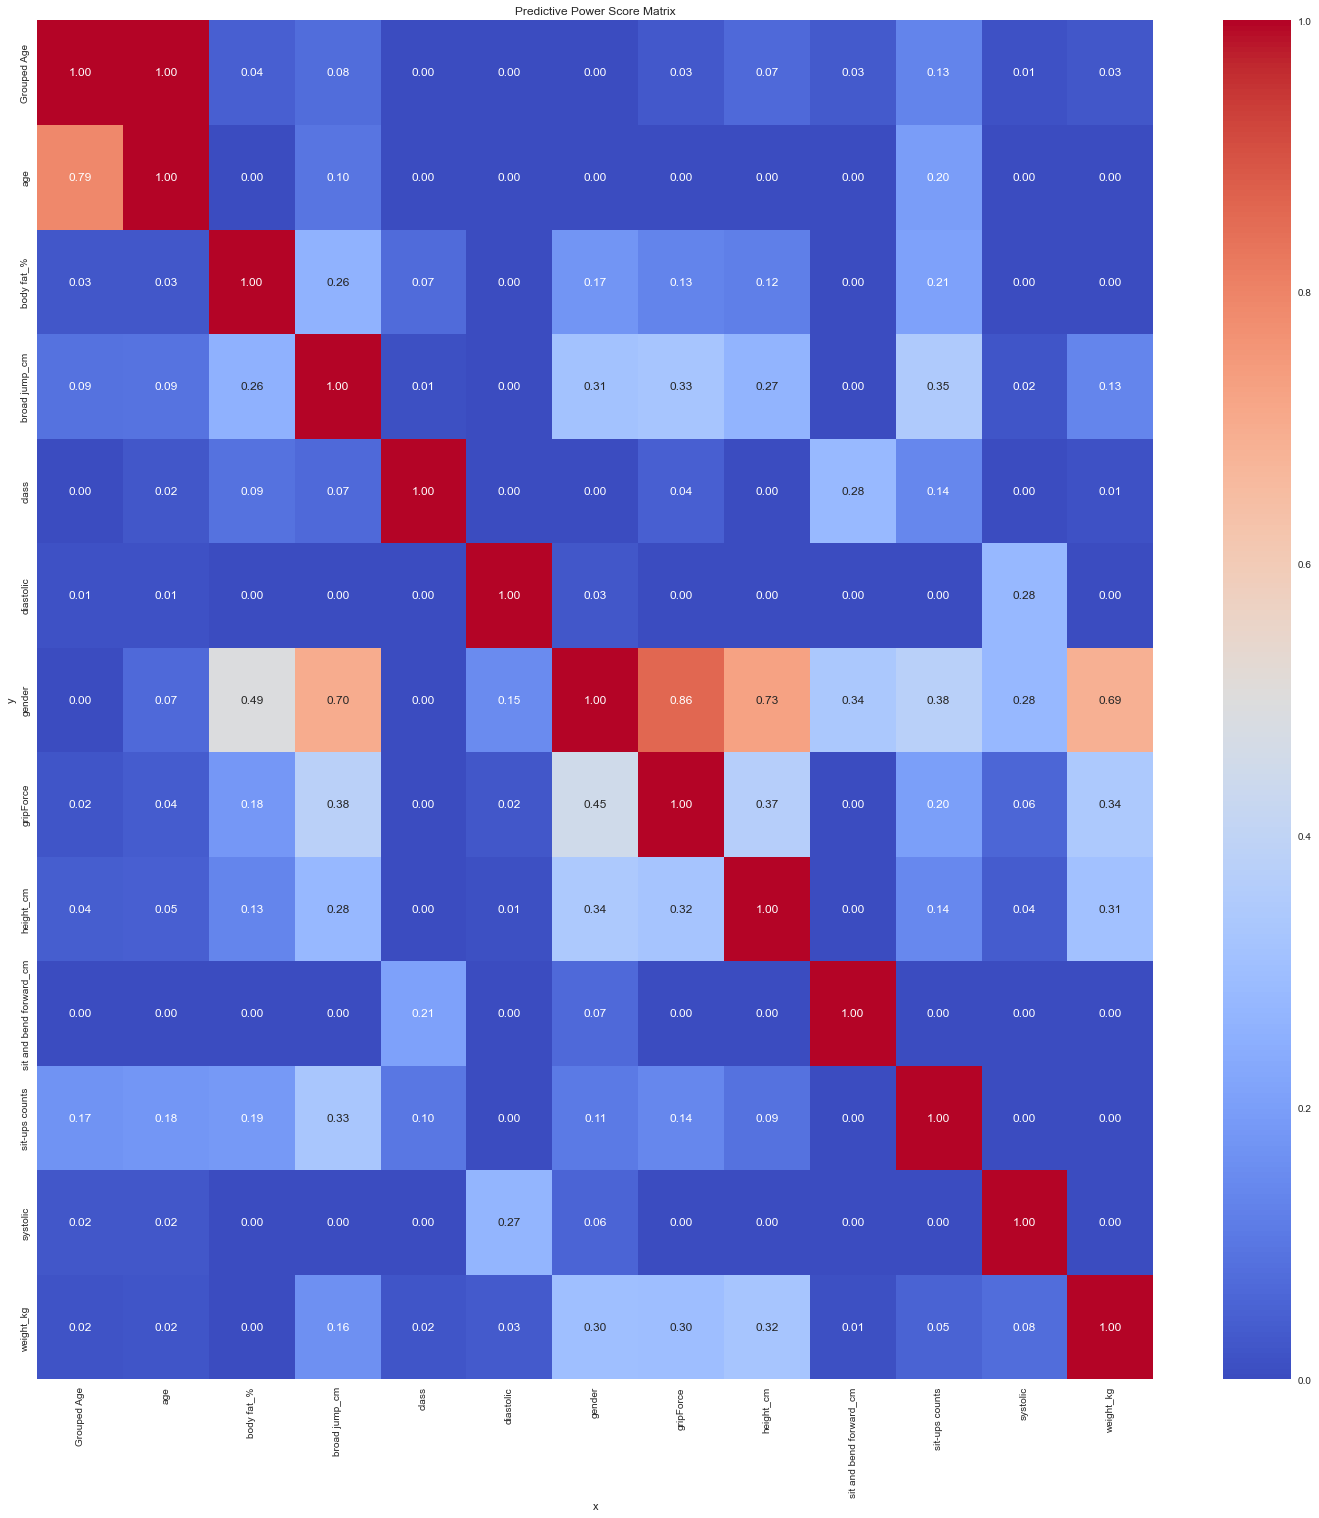 Predictive Power Score Matrix
Grouped Age 1.00 1.00 0.04 0.08 0.00 0.00 0.00 0.03 0.07 0.03 0.13 0.01 0.03
age 0.79 1.00 0.00 0.10 0.00 0.00 0.00 0.00 0.00 0.00 0.20 0.00 0.00
body fat_% 0.03 0.03 1.00 0.26 0.07 0.00 0.17 0.13 0.12 0.00 0.21 0.00 0.00
broad jump_cm 0.09 0.09 0.26 1.00 0.01 0.00 0.31 0.33 0.27 0.00 0.35 0.02 0.13
class 0.00 0.02 0.09 0.07 1.00 0.00 0.00 0.04 0.00 0.28 0.14 0.00 0.01
diastolic 0.01 0.01 0.00 0.00 0.00 1.00 0.03 0.00 0.00 0.00 0.00 0.28 0.00
y
gender 0.00 0.07 0.49 0.70 0.00 0.15 1.00 0.86 0.73 0.34 0.38 0.28 0.69
gripForce 0.02 0.04 0.18 0.38 0.00 0.02 0.45 1.00 0.37 0.00 0.20 0.06 0.34
height_cm 0.04 0.05 0.13 0.28 0.00 0.01 0.34 0.32 1.00 0.00 0.14 0.04 0.31
sit and bend forward_cm 0.00 0.00 0.00 0.00 0.21 0.00 0.07 0.00 0.00 1.00 0.00 0.00 0.00
sit-ups counts 0.17 0.18 0.19 0.33 0.10 0.00 0.11 0.14 0.09 0.00 1.00 0.00 0.00
systolic 0.02 0.02 0.00 0.00 0.00 0.27 0.06 0.00 0.00 0.00 0.00 1.00 0.00
weight_kg 0.02 0.02 0.00 0.16 0.02 0.03 0.30 0.30 0.32 0.01 0.05 0.08 1.00
Grouped Age
age
body fat_%
broad jump_cm
class
diastolic
gender
gripForce
height_cm
sit and bend forward_cm
sit-ups counts
systolic
weight_kg
x
1.0
0.8
0.6
0.4
0.2
0.0